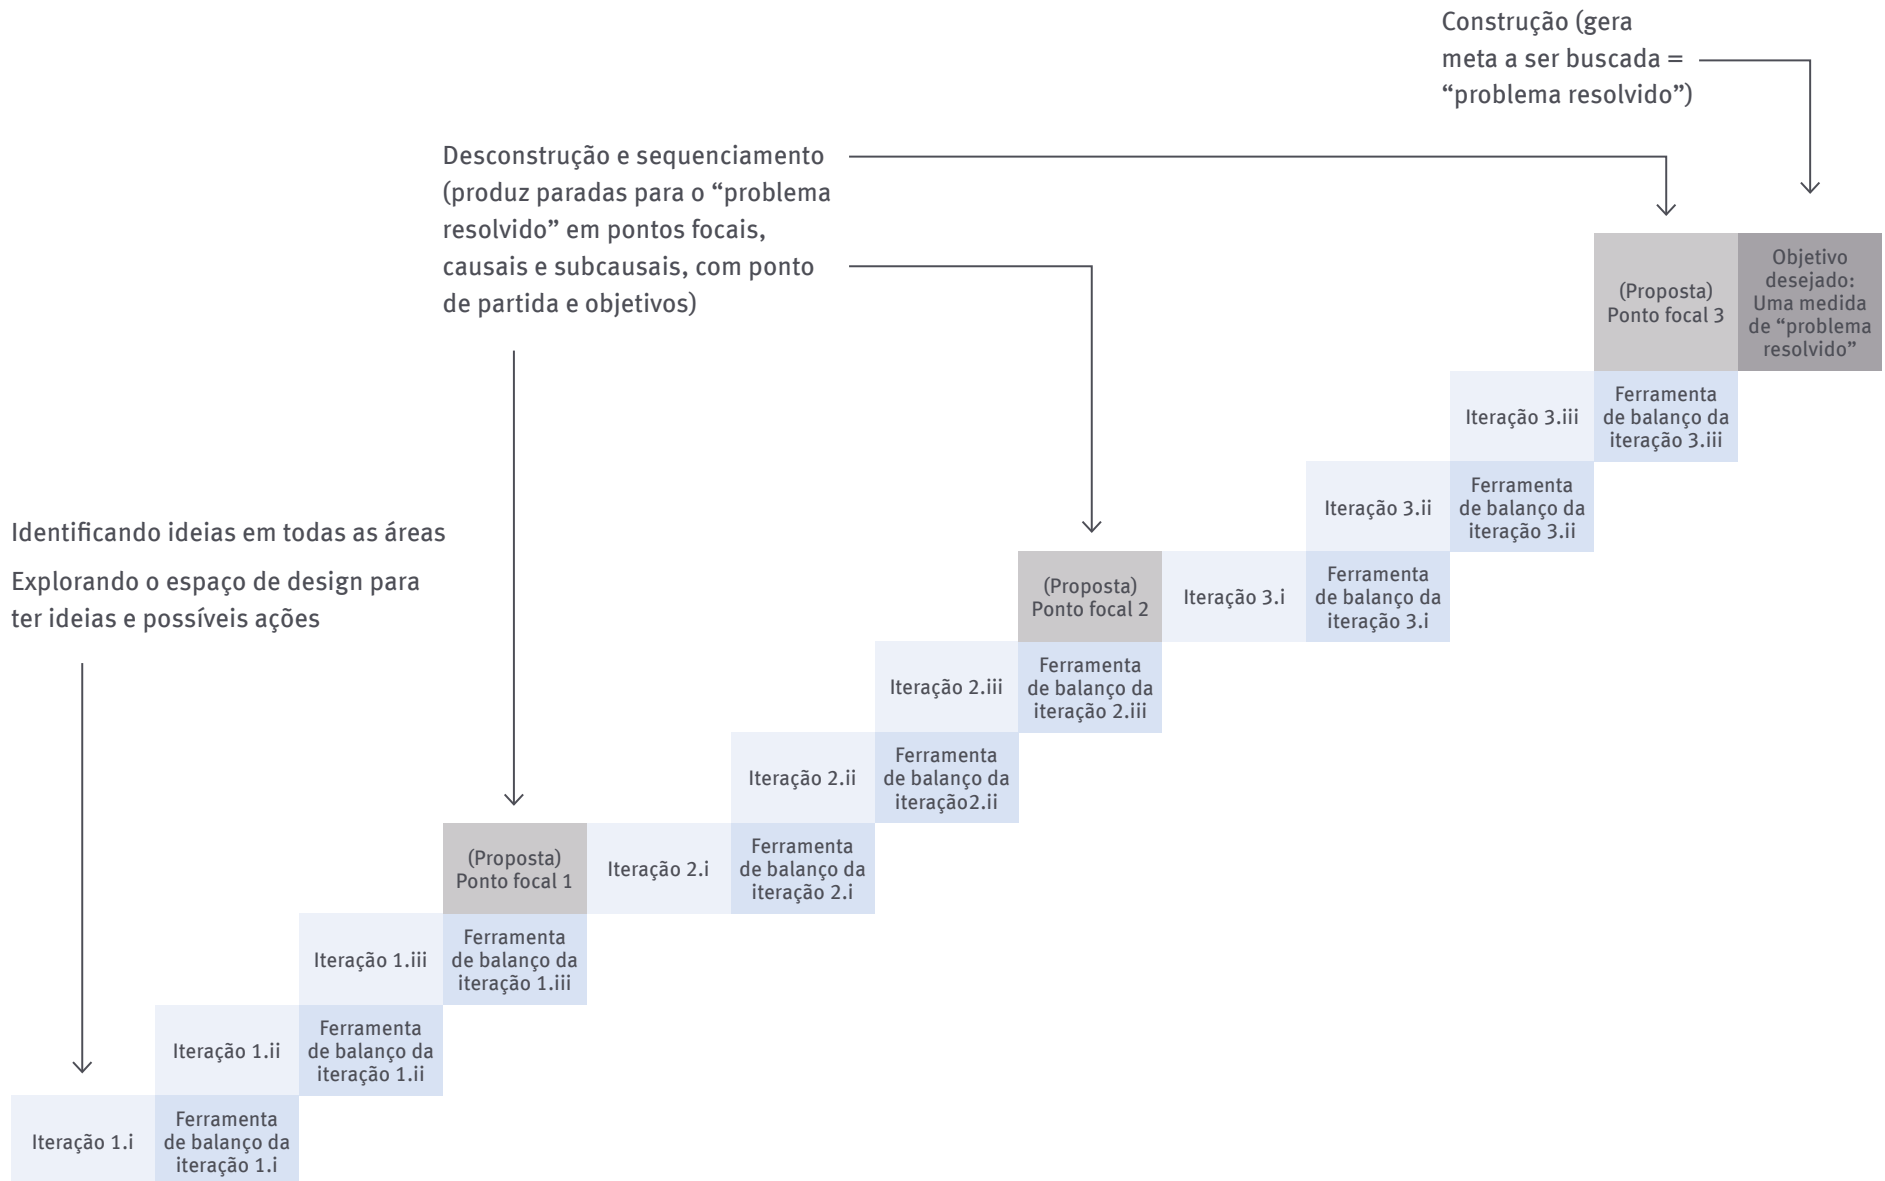 Construção (gera
meta a ser buscada =
“problema resolvido”)
Desconstrução e sequenciamento
(produz paradas para o “problema
resolvido” em pontos focais,
causais e subcausais, com ponto
de partida e objetivos)
Objetivo
desejado:
Uma medida
de “problema
resolvido”
(Proposta)
Ponto focal 3
Iteração 3.iii
Ferramenta
de balanço da
iteração 3.iii
Iteração 3.ii
Ferramenta
de balanço da
iteração 3.ii
Identificando ideias em todas as áreas
Explorando o espaço de design para
ter ideias e possíveis ações
(Proposta)
Ponto focal 2
Iteração 3.i
Ferramenta
de balanço da
iteração 3.i
Iteração 2.iii
Ferramenta
de balanço da
iteração 2.iii
Iteração 2.ii
Ferramenta
de balanço da
iteração2.ii
(Proposta)
Ponto focal 1
Iteração 2.i
Ferramenta
de balanço da
iteração 2.i
Iteração 1.iii
Ferramenta
de balanço da
iteração 1.iii
Iteração 1.ii
Ferramenta
de balanço da
iteração 1.ii
Iteração 1.i
Ferramenta
de balanço da
iteração 1.i